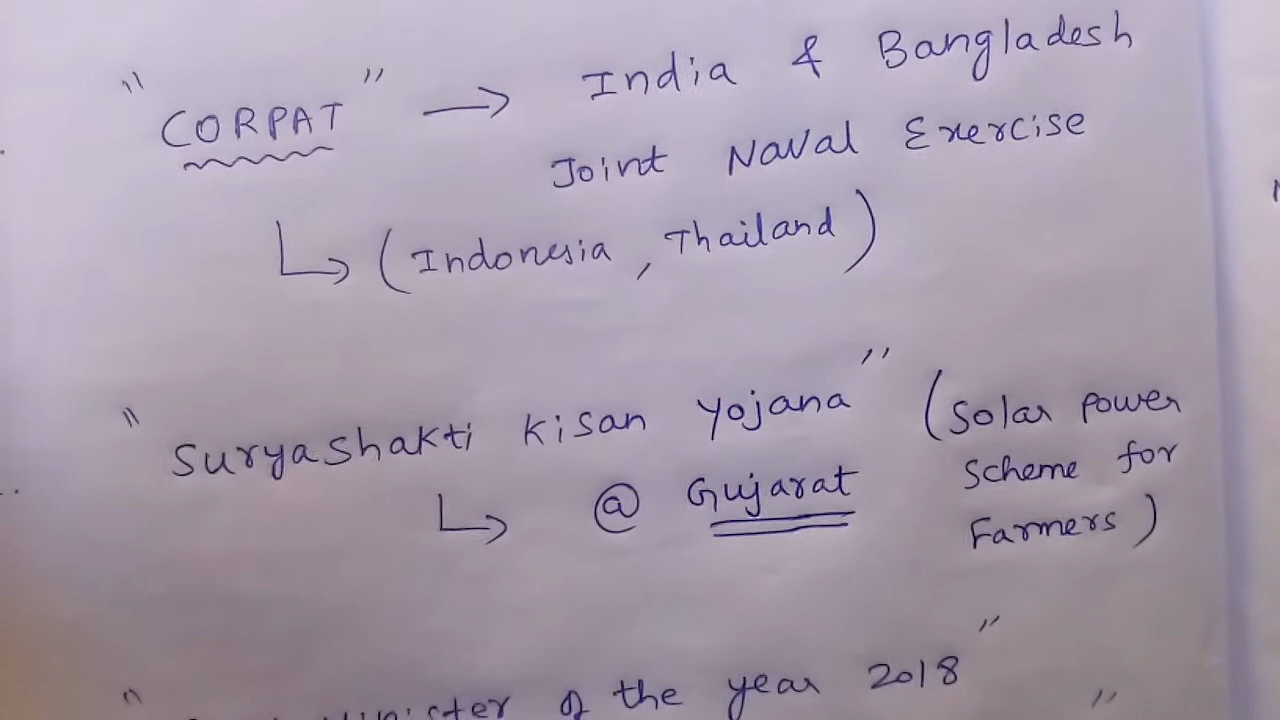 "CORPAT" → India & Bangladesh
Joint Naval Exercise
↳ (Indonesia, Thailand)
"Suryashakti Kisan Yojana" (Solar power
Scheme for
↳ @ Gujarat
Farmers)
" of the year 2018"